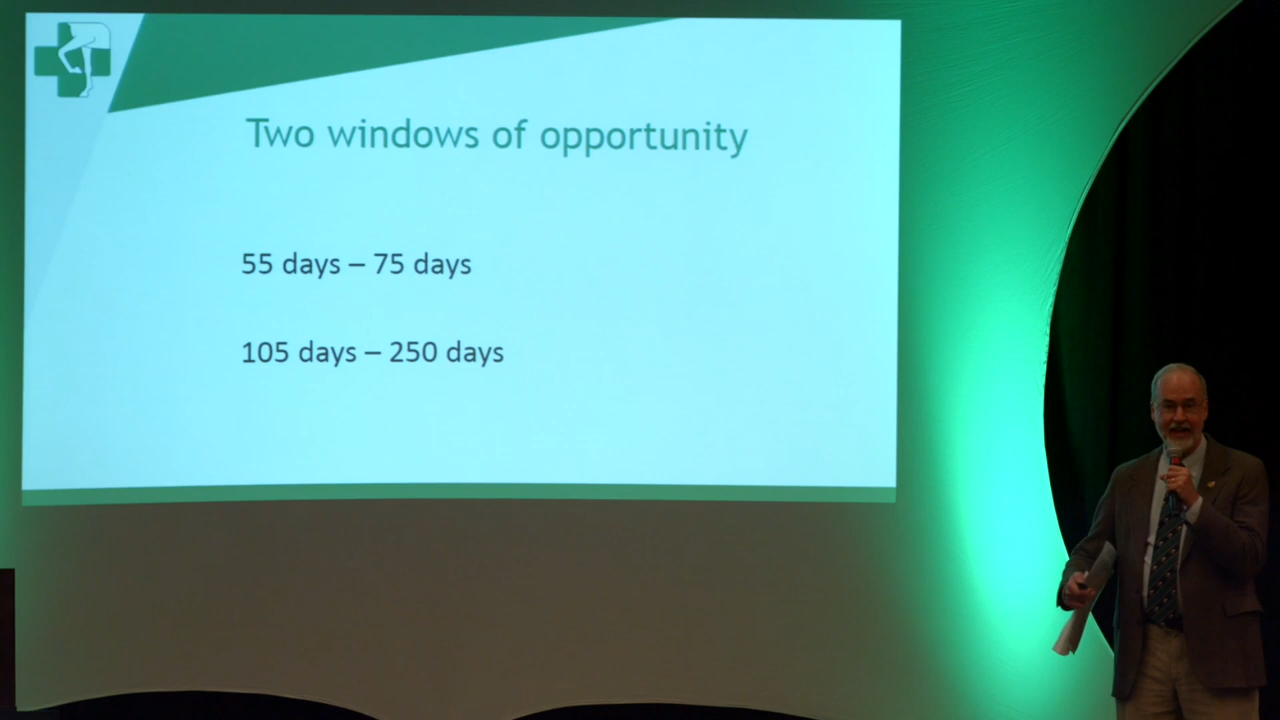 Two windows of opportunity
55 days – 75 days
105 days – 250 days